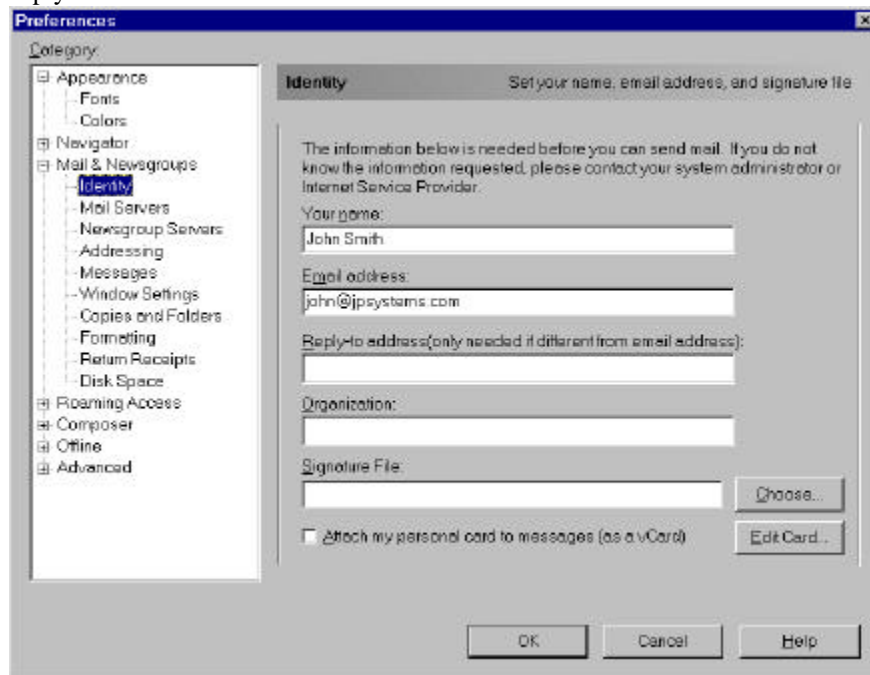 Preferences
Category:
Appearance
Fonts
Colors
Navigator
Mail & Newsgroups
Identity
Mail Servers
Newsgroup Servers
Addressing
Messages
Window Settings
Copies and Folders
Formatting
Return Receipts
Disk Space
Roaming Access
Composer
Offline
Advanced
Identity Set your name, email address, and signature file
The information below is needed before you can send mail. If you do not
know the information requested, please contact your system administrator or
Internet Service Provider.
Your name:
John Smith
Email address:
john@jpsystems.com
Reply-to address(only needed if different from email address):
Organization:
Signature File:
Choose...
Attach my personal card to messages (as a vCard)
Edit Card...
OK Cancel Help